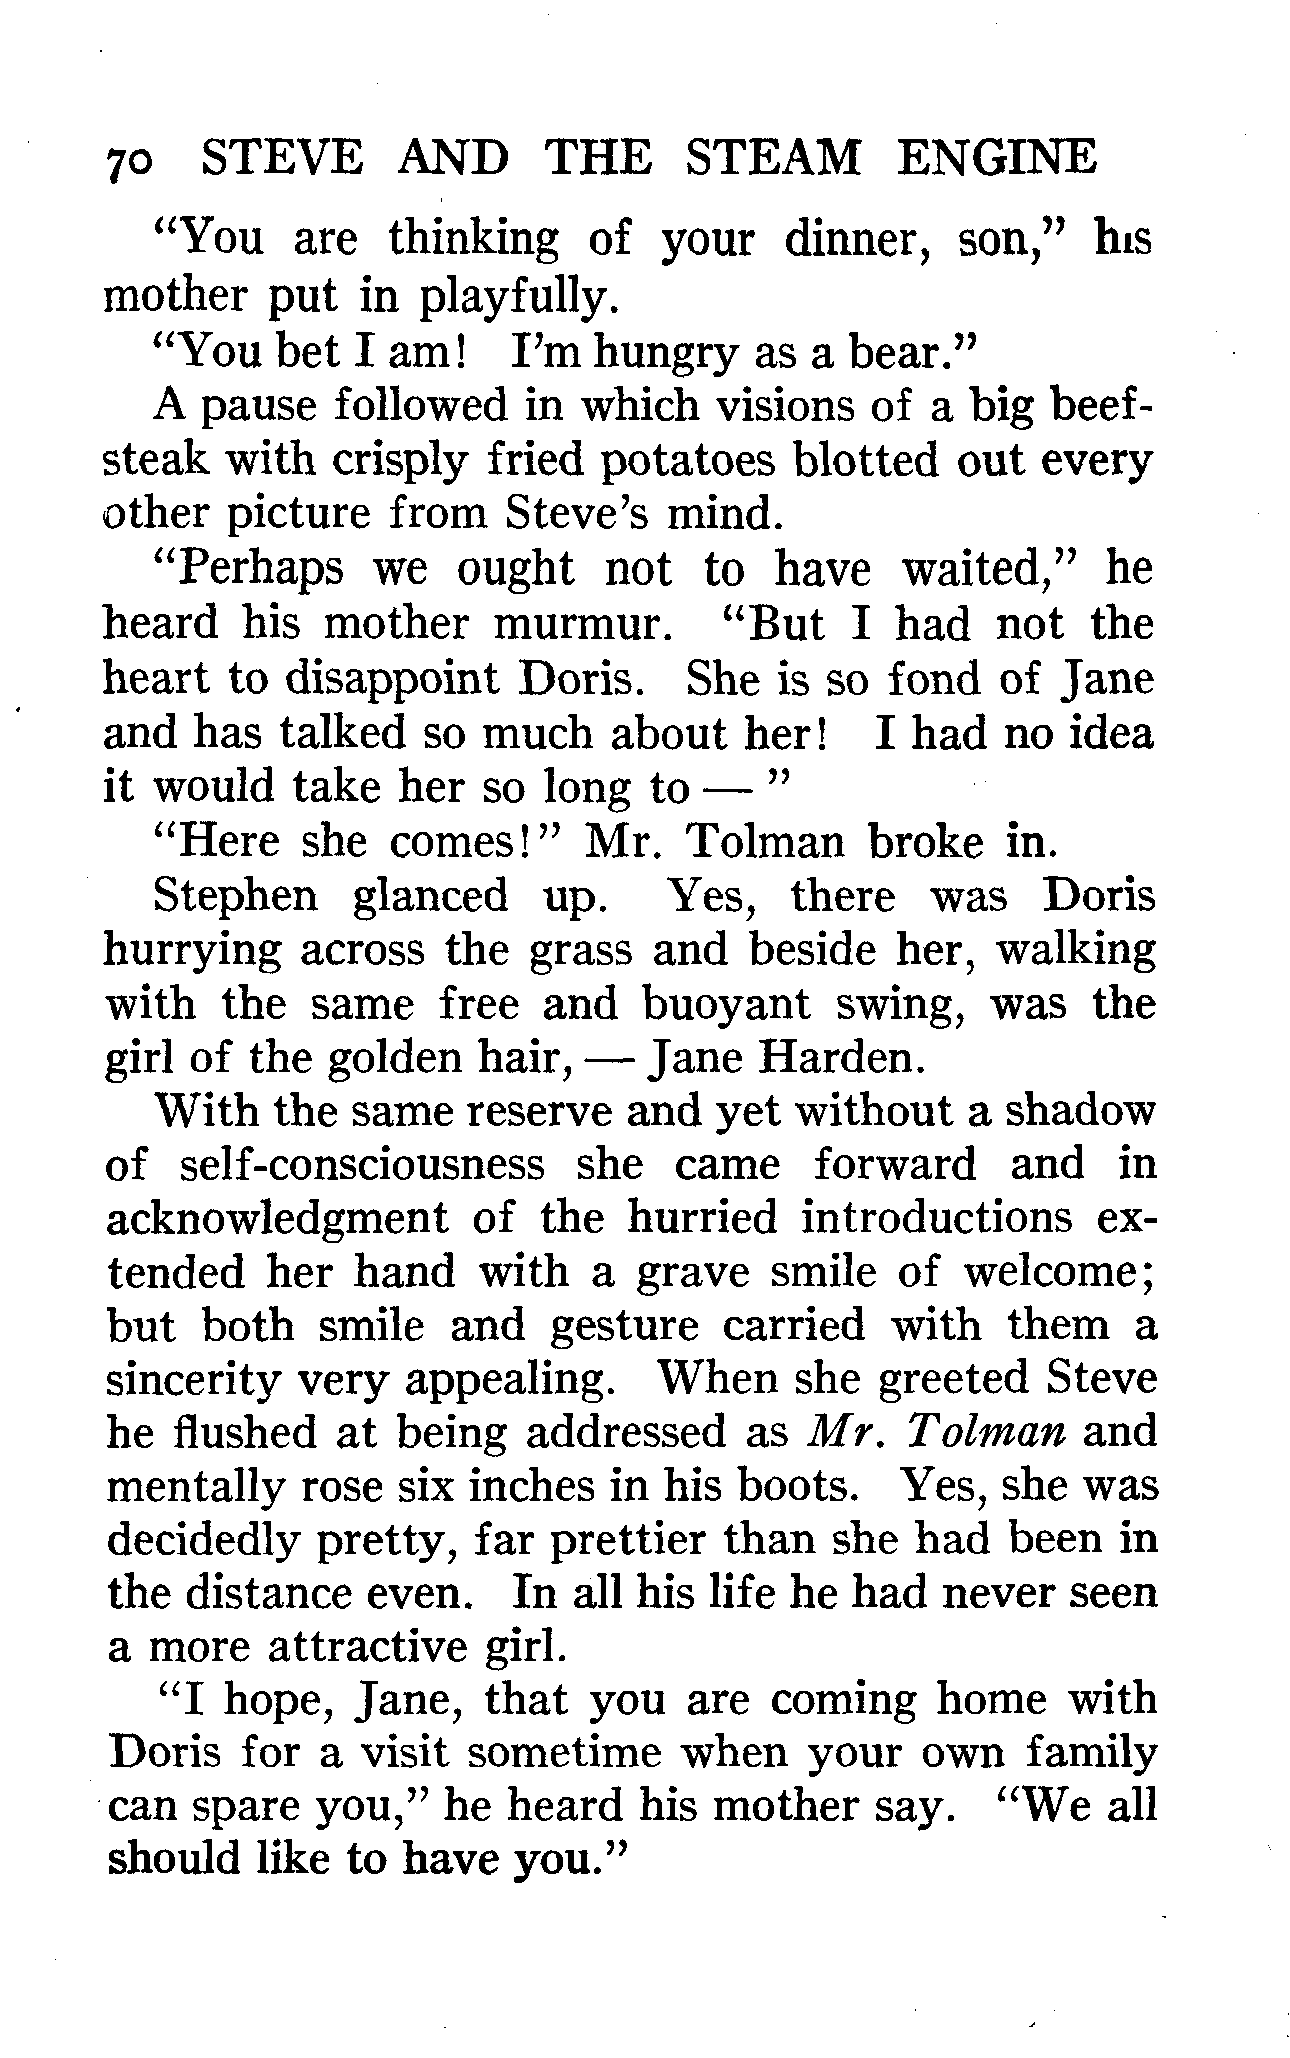 70 STEVE AND THE STEAM ENGINE
"You are thinking of your dinner, son," his
mother put in playfully.
"You bet I am! I'm hungry as a bear."
A pause followed in which visions of a big beef-
steak with crisply fried potatoes blotted out every
other picture from Steve's mind.
"Perhaps we ought not to have waited," he
heard his mother murmur. "But I had not the
heart to disappoint Doris. She is so fond of Jane
and has talked so much about her! I had no idea
it would take her so long to — "
"Here she comes!" Mr. Tolman broke in.
Stephen glanced up. Yes, there was Doris
hurrying across the grass and beside her, walking
with the same free and buoyant swing, was the
girl of the golden hair, — Jane Harden.
With the same reserve and yet without a shadow
of self-consciousness she came forward and in
acknowledgment of the hurried introductions ex-
tended her hand with a grave smile of welcome;
but both smile and gesture carried with them a
sincerity very appealing. When she greeted Steve
he flushed at being addressed as Mr. Tolman and
mentally rose six inches in his boots. Yes, she was
decidedly pretty, far prettier than she had been in
the distance even. In all his life he had never seen
a more attractive girl.
"I hope, Jane, that you are coming home with
Doris for a visit sometime when your own family
can spare you," he heard his mother say. "We all
should like to have you."